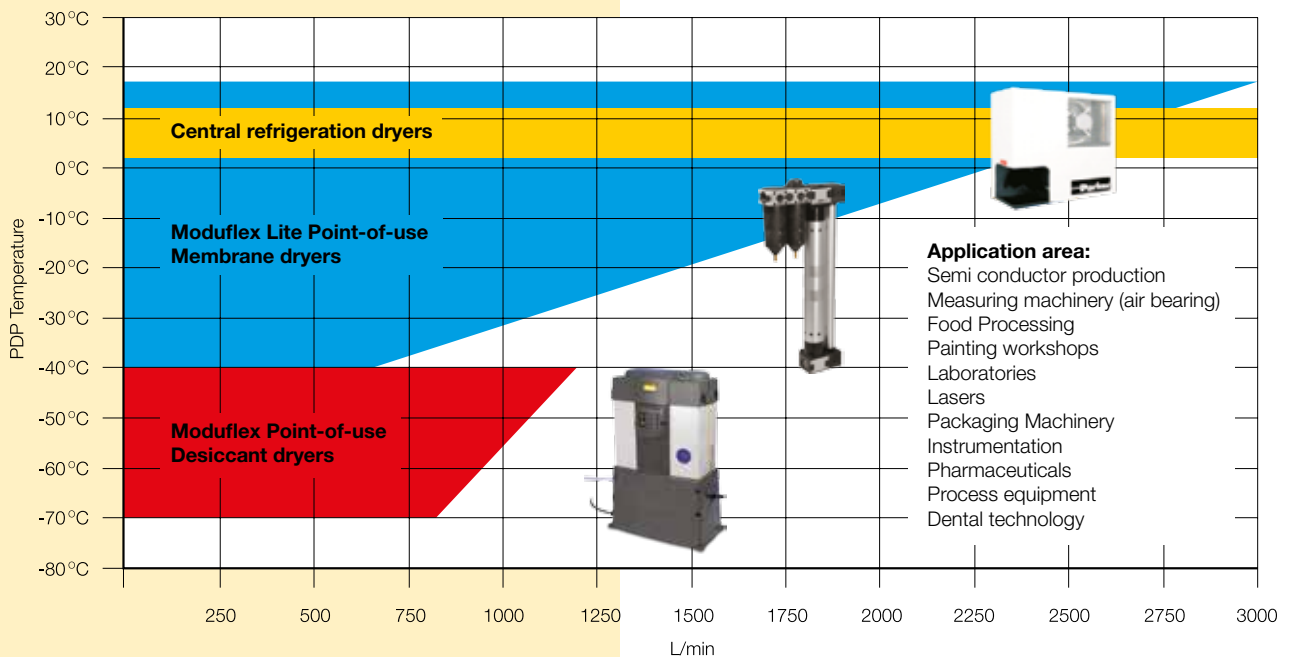 30°C
20°C
10°C
0°C
-10°C
-20°C
-30°C
-40°C
-50°C
-60°C
-70°C
-80°C
PDP Temperature
Central refrigeration dryers
Moduflex Lite Point-of-use
Membrane dryers
Moduflex Point-of-use
Desiccant dryers
Application area:
Semi conductor production
Measuring machinery (air bearing)
Food Processing
Painting workshops
Laboratories
Lasers
Packaging Machinery
Instrumentation
Pharmaceuticals
Process equipment
Dental technology
250 500 750 1000 1250 1500 1750 2000 2250 2500 2750 3000
L/min